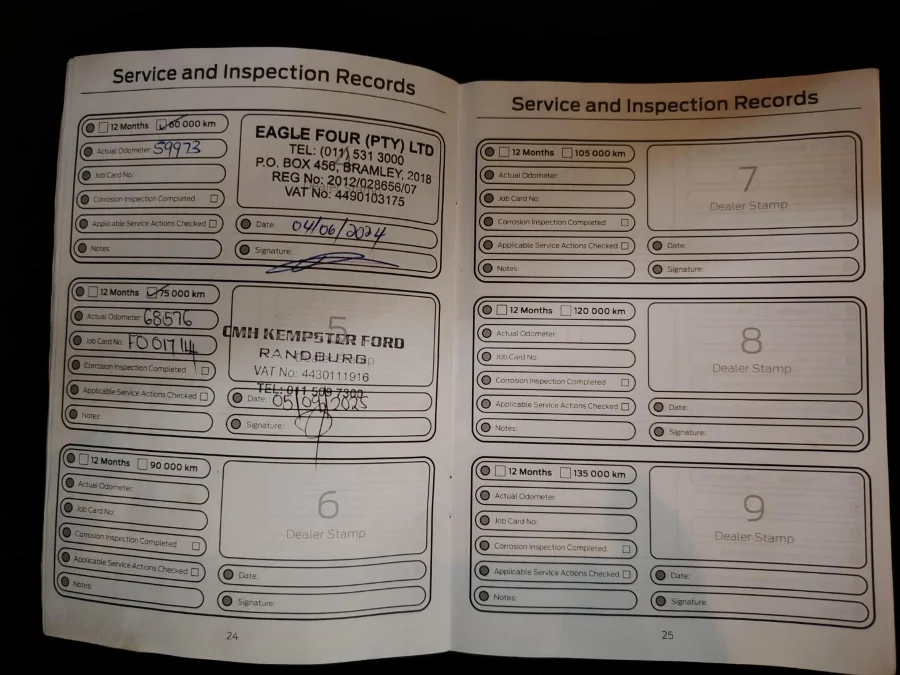 Service and Inspection Records
12 Months 60 000 km
Actual Odometer: 59973
Job Card No:
Corrosion Inspection Completed
Applicable Service Actions Checked
Notes:
EAGLE FOUR (PTY) LTD
TEL: (011) 531 3000
P.O. BOX 456, BRAMLEY, 2018
REG No: 2012/028656/07
VAT No: 4490103175
Date: 04/06/2024
Signature:
12 Months 75 000 km
Actual Odometer: 68576
Job Card No:
Corrosion Inspection Completed
Applicable Service Actions Checked
Notes:
5
CMH KEMPSTER FORD
RANDBURG
VAT No: 4430111916
TEL: 011 509 7300
Date:
Signature:
12 Months 90 000 km
Actual Odometer:
Job Card No:
Corrosion Inspection Completed
Applicable Service Actions Checked
Notes:
6
Dealer Stamp
Date:
Signature:
24
Service and Inspection Records
12 Months 105 000 km
Actual Odometer:
Job Card No:
Corrosion Inspection Completed
Applicable Service Actions Checked
Notes:
7
Dealer Stamp
Date:
Signature:
12 Months 120 000 km
Actual Odometer:
Job Card No:
Corrosion Inspection Completed
Applicable Service Actions Checked
Notes:
8
Dealer Stamp
Date:
Signature:
12 Months 135 000 km
Actual Odometer:
Job Card No:
Corrosion Inspection Completed
Applicable Service Actions Checked
Notes:
9
Dealer Stamp
Date:
Signature:
25